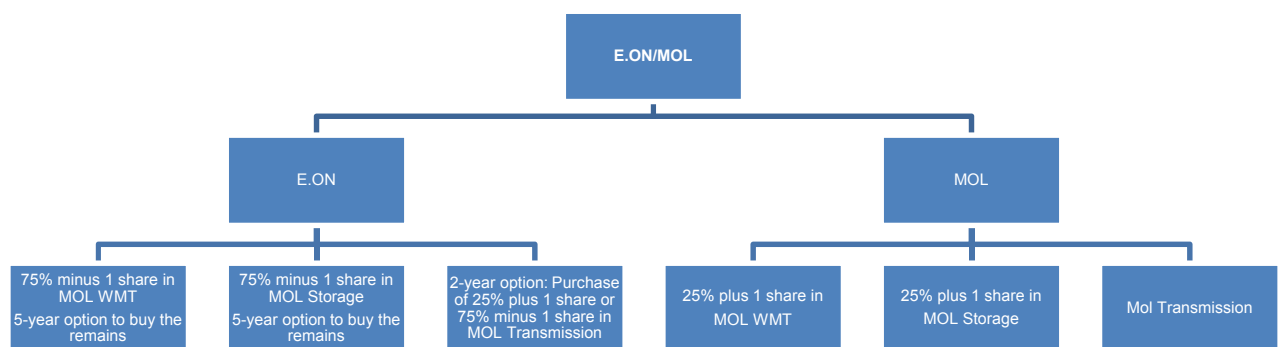 E.ON/MOL
E.ON
MOL
75% minus 1 share in
MOL WMT
5-year option to buy the
remains
75% minus 1 share in
MOL Storage
5-year option to buy the
remains
2-year option: Purchase
of 25% plus 1 share or
75% minus 1 share in
MOL Transmission
25% plus 1 share in
MOL WMT
25% plus 1 share in
MOL Storage
Mol Transmission